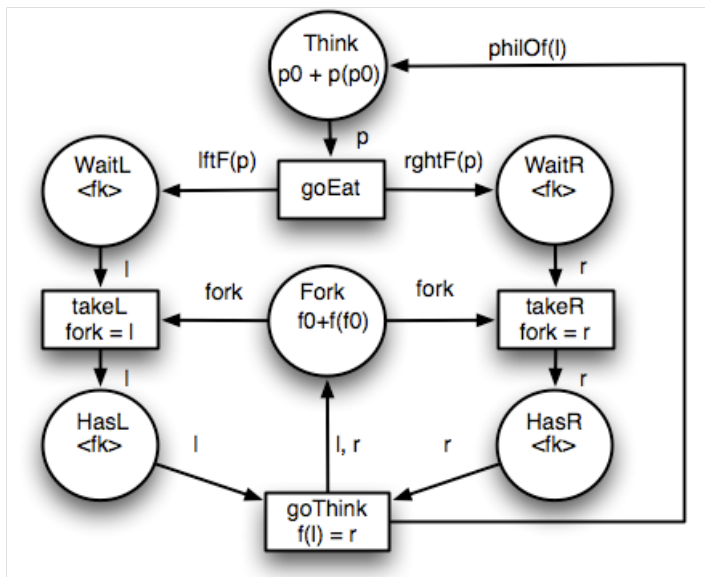 Think
p0 + p(p0)
philOf(l)
p
lftF(p)
rghtF(p)
WaitL
<fk>
goEat
WaitR
<fk>
l
r
fork
fork
takeL
fork = l
Fork
f0+f(f0)
takeR
fork = r
l
r
HasL
<fk>
l
l, r
r
HasR
<fk>
goThink
f(l) = r